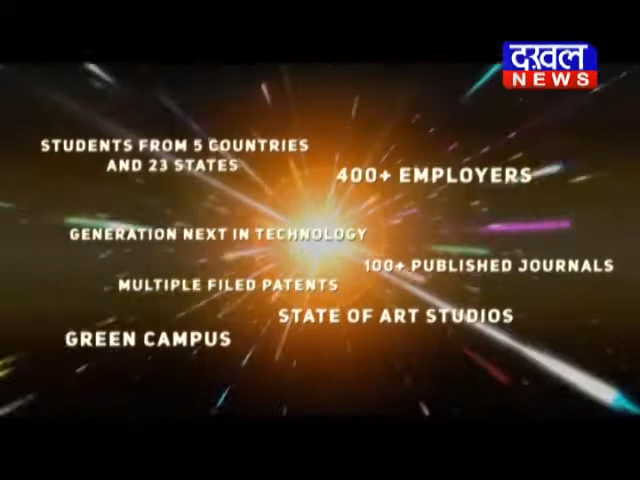 दख़ल
NEWS
STUDENTS FROM 5 COUNTRIES
AND 23 STATES
400+ EMPLOYERS
GENERATION NEXT IN TECHNOLOGY
100+ PUBLISHED JOURNALS
MULTIPLE FILED PATENTS
STATE OF ART STUDIOS
GREEN CAMPUS